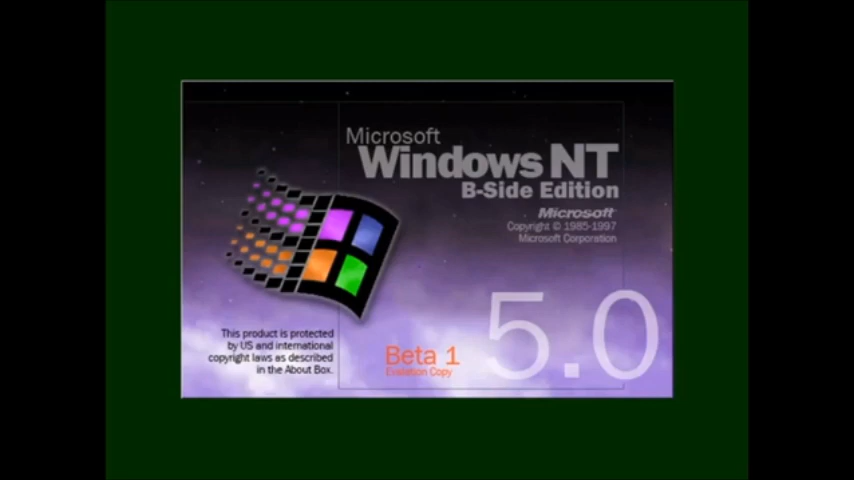 Microsoft
Windows NT
B-Side Edition
Microsoft
Copyright © 1985-1997
Microsoft Corporation
5.0
Beta 1
Evalation Copy
This product is protected
by US and international
copyright laws as described
in the About Box.